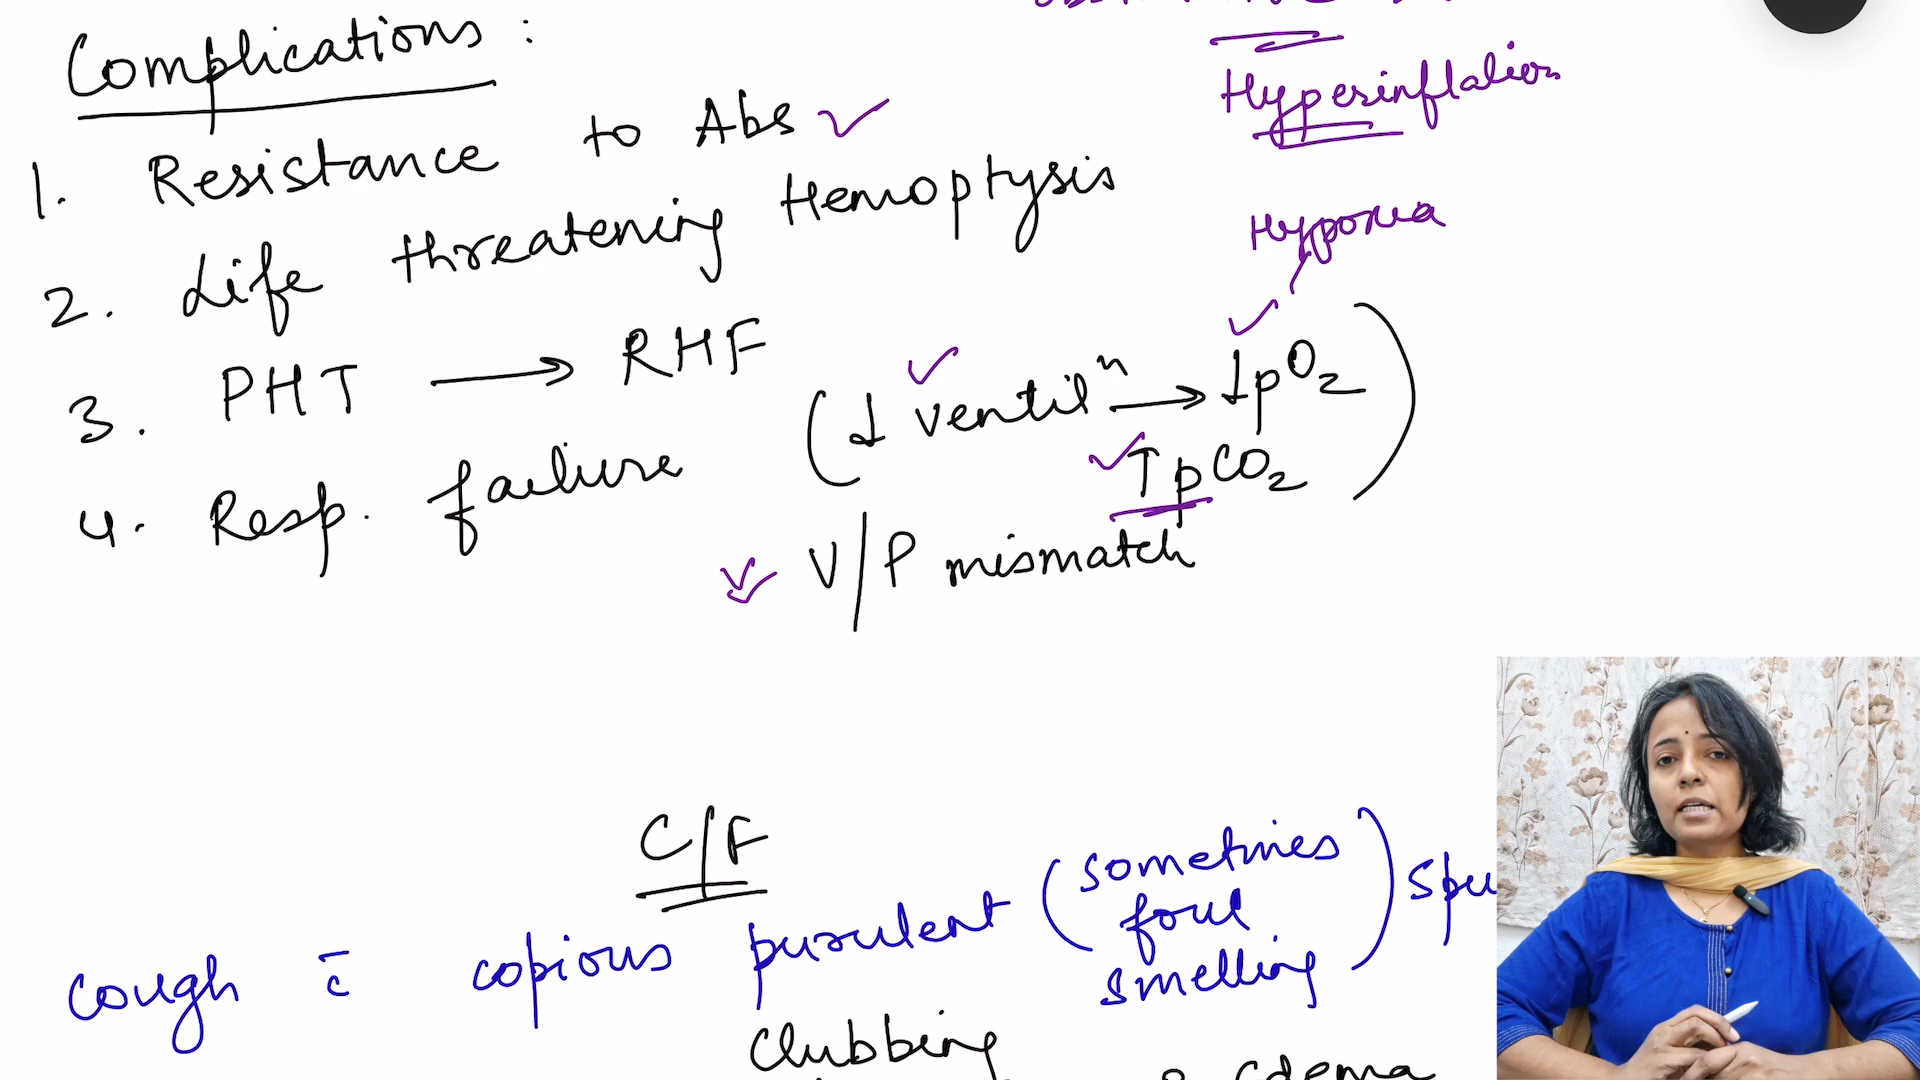 Complications :
Hyperinflation
1. Resistance to Abs ✓
2. Life threatening Hemoptysis
Hypoxia
3. PHT → RHF
4. Resp. failure (↓ ventilⁿ → ↓pO₂
↑pCO₂)
V/P mismatch
C/F
cough c̄ copious purulent (sometimes foul smelling) spu
Clubbing
edema